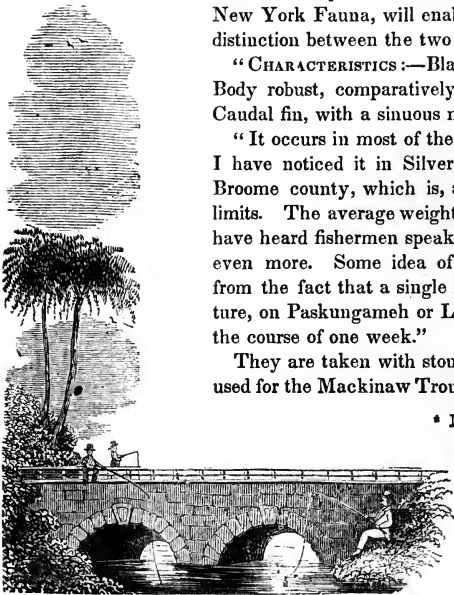 New York Fauna, will enal
distinction between the two
“ CHARACTERISTICS :—Bla
Body robust, comparatively
Caudal fin, with a sinuous
“ It occurs in most of the
I have noticed it in Silver
Broome county, which is,
limits. The average weight
have heard fishermen speak
even more. Some idea of
from the fact that a single
ture, on Paskungameh or L
the course of one week.”
They are taken with stou
used for the Mackinaw Trou
*